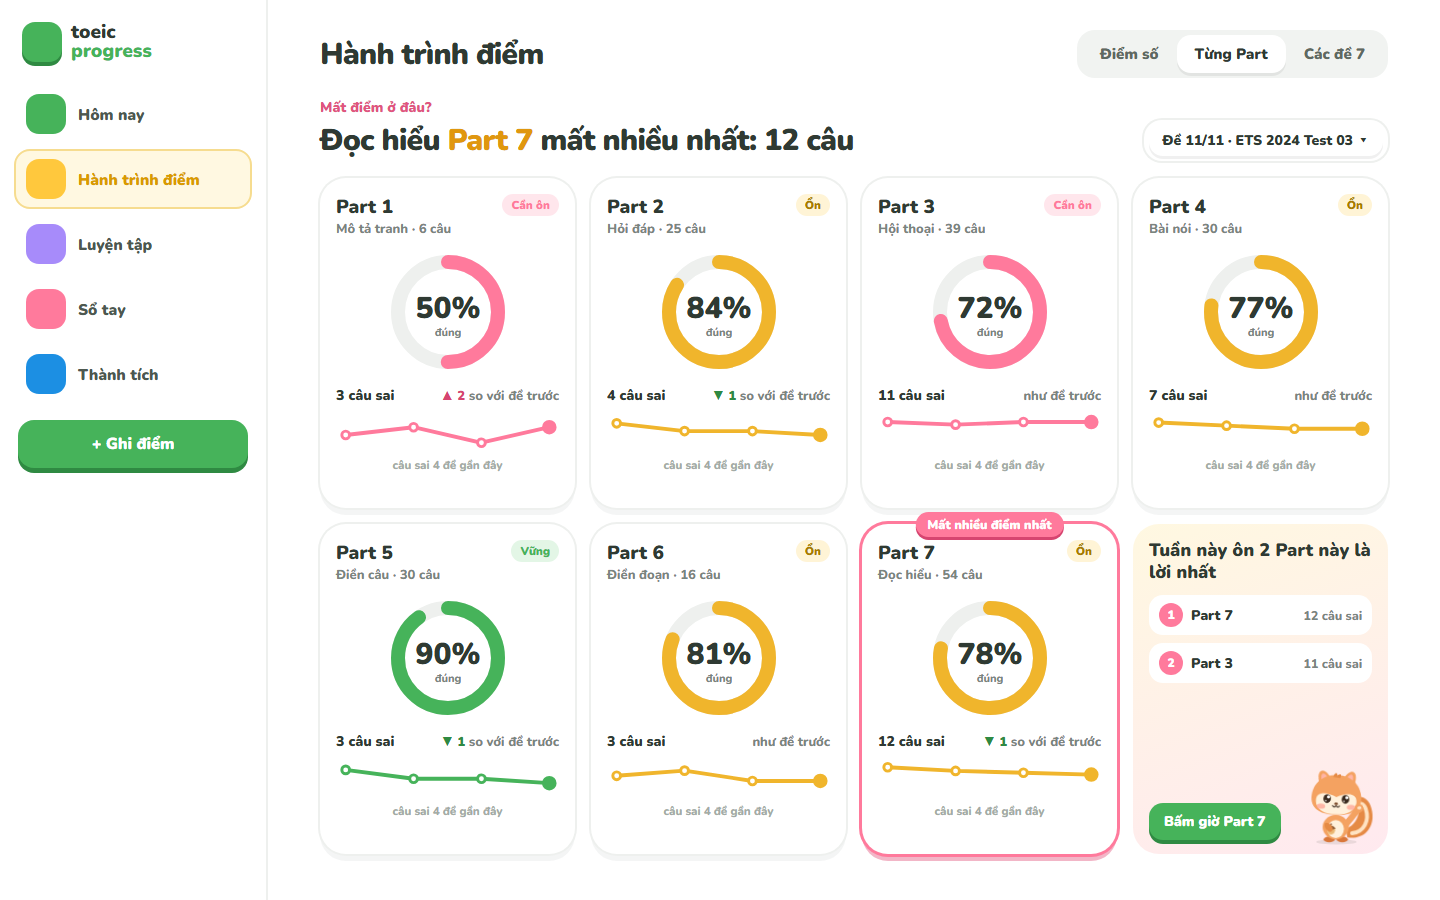 toeic
progress
Hôm nay
Hành trình điểm
Luyện tập
Sổ tay
Thành tích
+ Ghi điểm
Hành trình điểm
Điểm số
Từng Part
Các đề 7
Mất điểm ở đâu?
Đọc hiểu Part 7 mất nhiều nhất: 12 câu
Đề 11/11 · ETS 2024 Test 03 ▾
Part 1
Cần ôn
Mô tả tranh · 6 câu
50%
đúng
3 câu sai
▲ 2 so với đề trước
câu sai 4 đề gần đây
Part 2
Ổn
Hỏi đáp · 25 câu
84%
đúng
4 câu sai
▼ 1 so với đề trước
câu sai 4 đề gần đây
Part 3
Cần ôn
Hội thoại · 39 câu
72%
đúng
11 câu sai
như đề trước
câu sai 4 đề gần đây
Part 4
Ổn
Bài nói · 30 câu
77%
đúng
7 câu sai
như đề trước
câu sai 4 đề gần đây
Part 5
Vững
Điền câu · 30 câu
90%
đúng
3 câu sai
▼ 1 so với đề trước
câu sai 4 đề gần đây
Part 6
Ổn
Điền đoạn · 16 câu
81%
đúng
3 câu sai
như đề trước
câu sai 4 đề gần đây
Mất nhiều điểm nhất
Part 7
Ổn
Đọc hiểu · 54 câu
78%
đúng
12 câu sai
▼ 1 so với đề trước
câu sai 4 đề gần đây
Tuần này ôn 2 Part này là
lời nhất
1 Part 7 12 câu sai
2 Part 3 11 câu sai
Bấm giờ Part 7